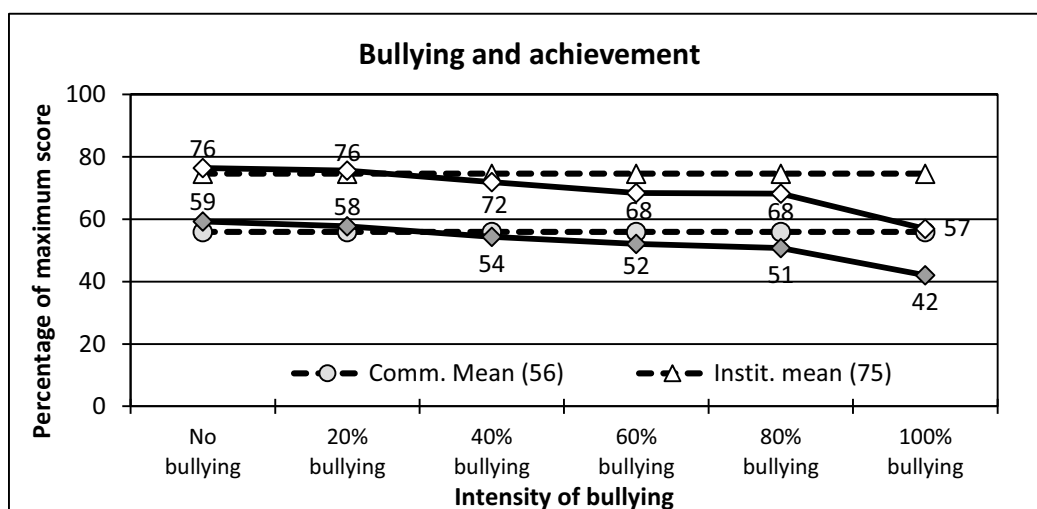 Bullying and achievement
Percentage of maximum score
100
80
60
40
20
0
76
76
72
68
68
57
59
58
54
52
51
42
Comm. Mean (56)
Instit. mean (75)
No bullying
20% bullying
40% bullying
60% bullying
80% bullying
100% bullying
Intensity of bullying